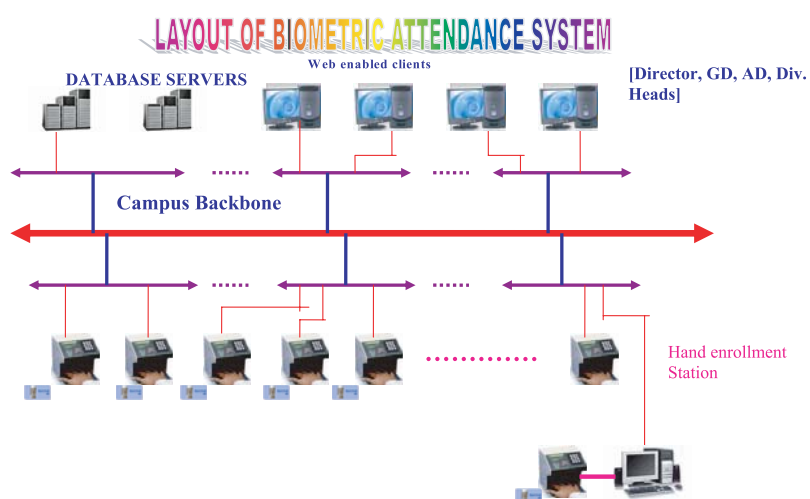 LAYOUT OF BIOMETRIC ATTENDANCE SYSTEM
Web enabled clients
DATABASE SERVERS
[Director, GD, AD, Div.
Heads]
Campus Backbone
Hand enrollment
Station